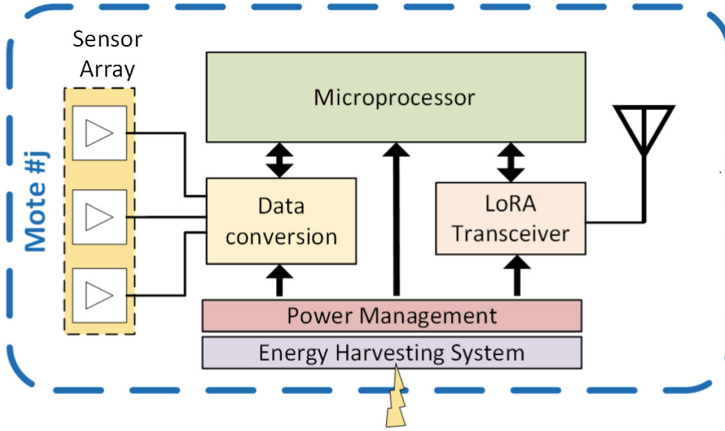 Sensor
Array
Mote #j
Microprocessor
Data
conversion
LoRA
Transceiver
Power Management
Energy Harvesting System